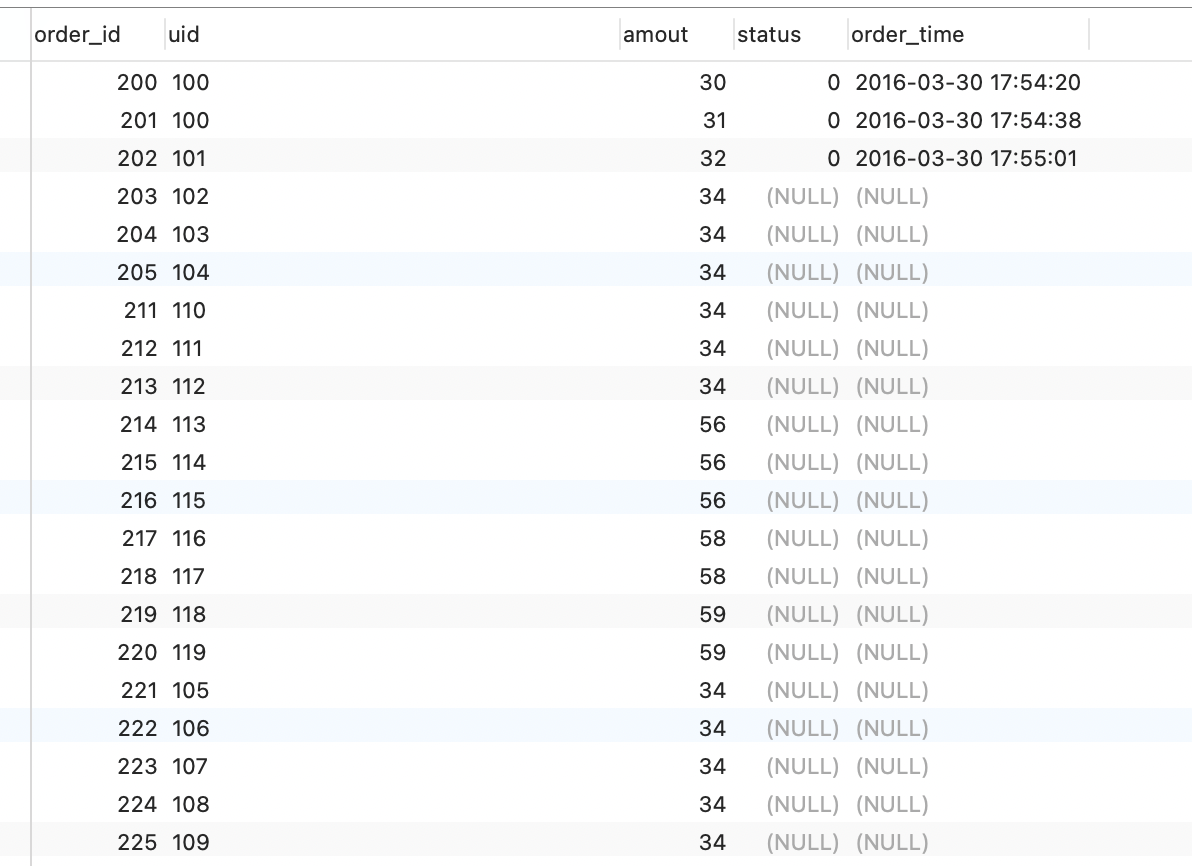 order_id uid amout status order_time
200 100 30 0 2016-03-30 17:54:20
201 100 31 0 2016-03-30 17:54:38
202 101 32 0 2016-03-30 17:55:01
203 102 34 (NULL) (NULL)
204 103 34 (NULL) (NULL)
205 104 34 (NULL) (NULL)
211 110 34 (NULL) (NULL)
212 111 34 (NULL) (NULL)
213 112 34 (NULL) (NULL)
214 113 56 (NULL) (NULL)
215 114 56 (NULL) (NULL)
216 115 56 (NULL) (NULL)
217 116 58 (NULL) (NULL)
218 117 58 (NULL) (NULL)
219 118 59 (NULL) (NULL)
220 119 59 (NULL) (NULL)
221 105 34 (NULL) (NULL)
222 106 34 (NULL) (NULL)
223 107 34 (NULL) (NULL)
224 108 34 (NULL) (NULL)
225 109 34 (NULL) (NULL)